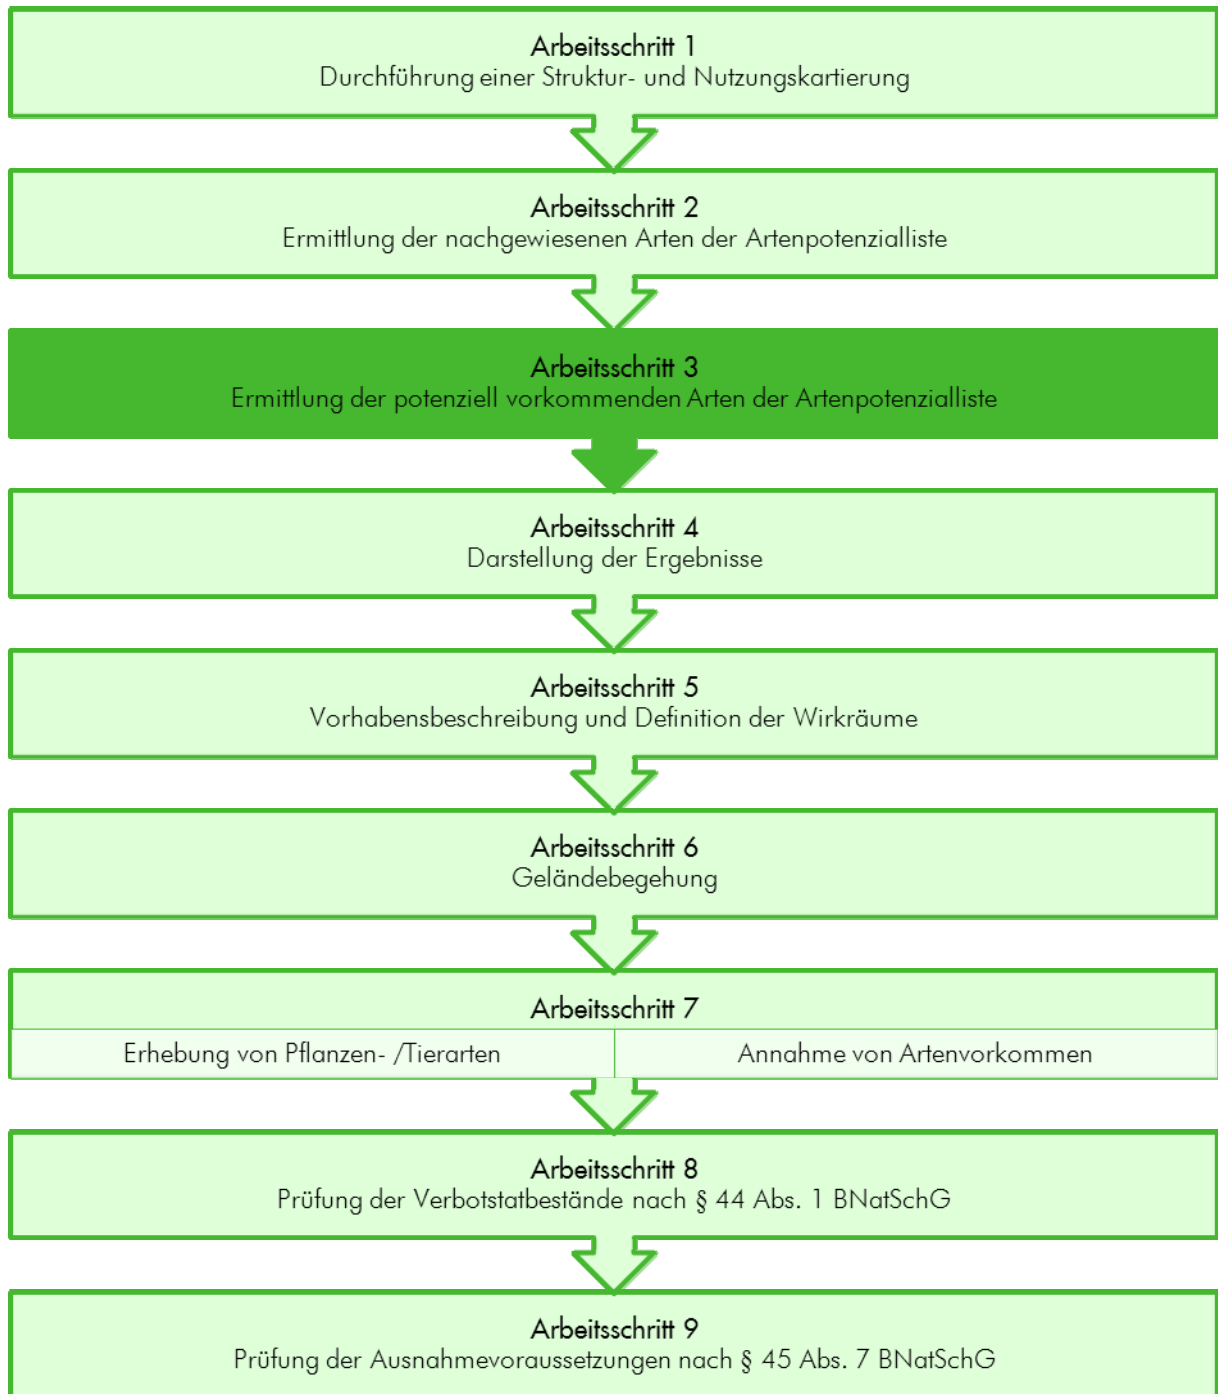 Arbeitsschritt 1
Durchführung einer Struktur- und Nutzungskartierung
Arbeitsschritt 2
Ermittlung der nachgewiesenen Arten der Artenpotenzialliste
Arbeitsschritt 3
Ermittlung der potenziell vorkommenden Arten der Artenpotenzialliste
Arbeitsschritt 4
Darstellung der Ergebnisse
Arbeitsschritt 5
Vorhabensbeschreibung und Definition der Wirkräume
Arbeitsschritt 6
Geländebegehung
Arbeitsschritt 7
Erhebung von Pflanzen- /Tierarten
Annahme von Artenvorkommen
Arbeitsschritt 8
Prüfung der Verbotstatbestände nach § 44 Abs. 1 BNatSchG
Arbeitsschritt 9
Prüfung der Ausnahmevoraussetzungen nach § 45 Abs. 7 BNatSchG